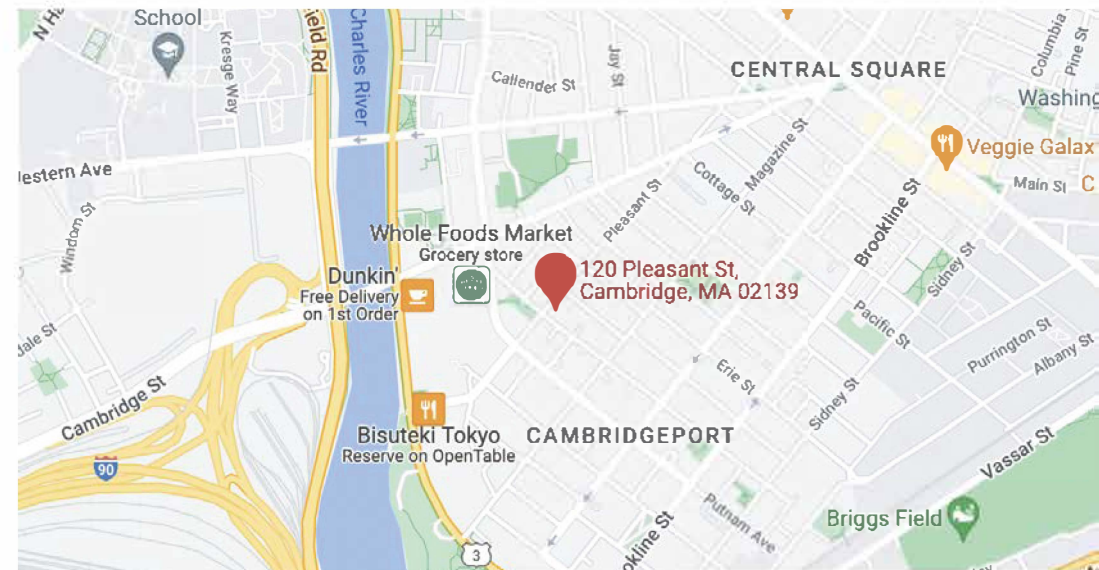 School
N Ha
Kresge Way
field Rd
Charles River
Callender St
Jay St
CENTRAL SQUARE
Columbia
Pine St
Washing
Western Ave
Veggie Galax
Main St
C
Magazine St
Cottage St
Pleasant St
Brookline St
Sidney St
Windom St
Whole Foods Market
Grocery store
Dunkin'
Free Delivery
on 1st Order
120 Pleasant St,
Cambridge, MA 02139
dale St
Cambridge St
Pacific St
Purrington St
Albany St
Erie St
Sidney St
90
Bisuteki Tokyo
Reserve on OpenTable
CAMBRIDGEPORT
Vassar St
Putnam Ave
Briggs Field
okline St
3